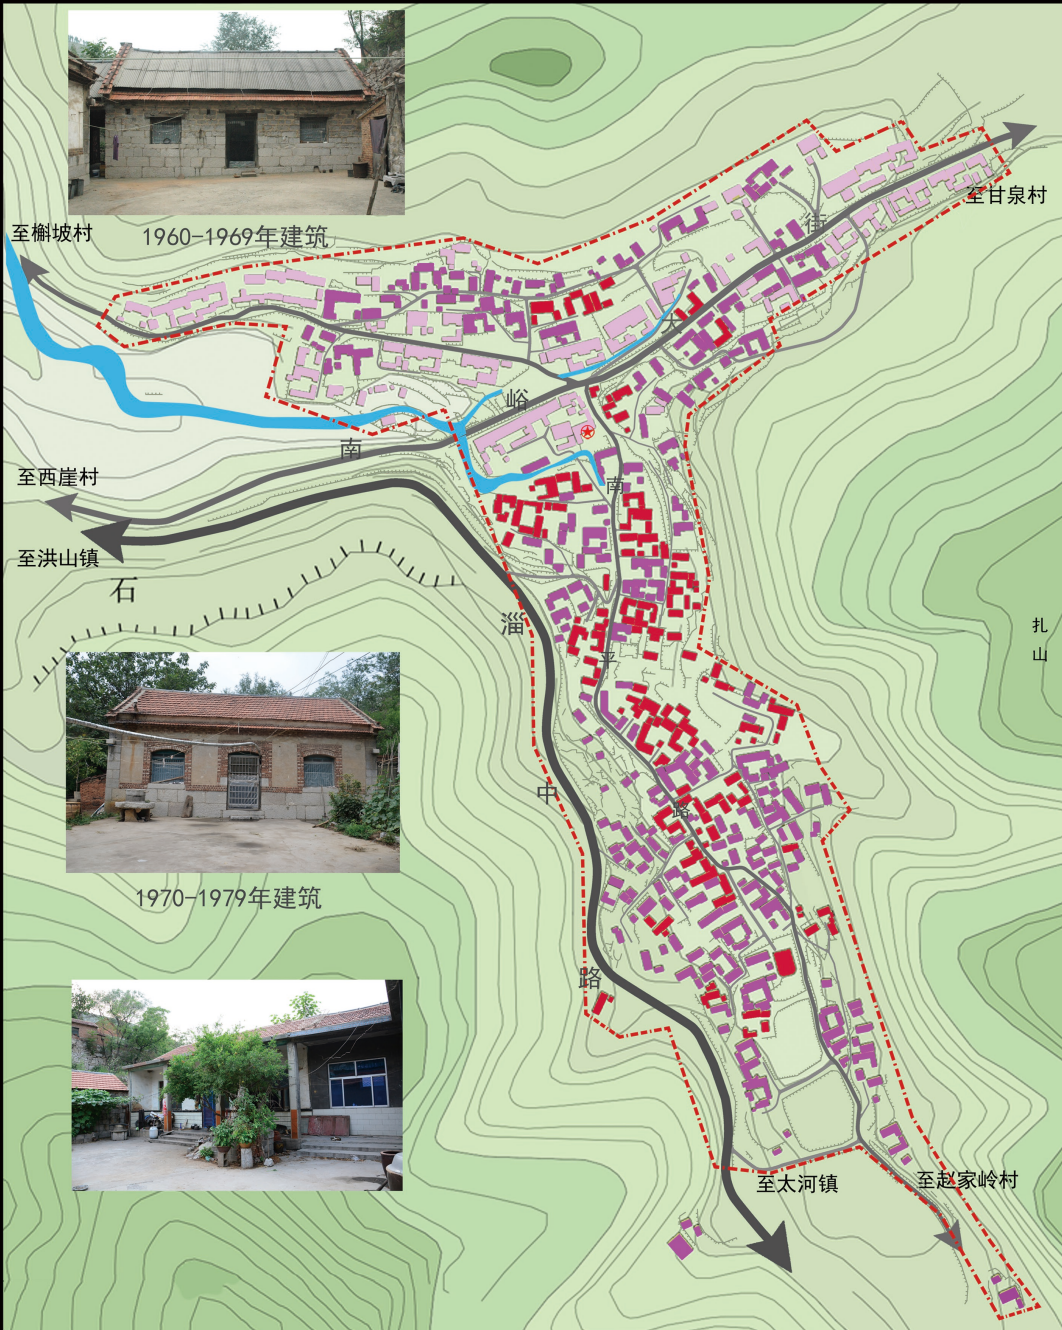 至槲坡村
1960-1969年建筑
至甘泉村
街
大
峪
南
至西崖村
至洪山镇
石
淄
中
路
南
平
路
扎
山
1970-1979年建筑
至太河镇
至赵家岭村